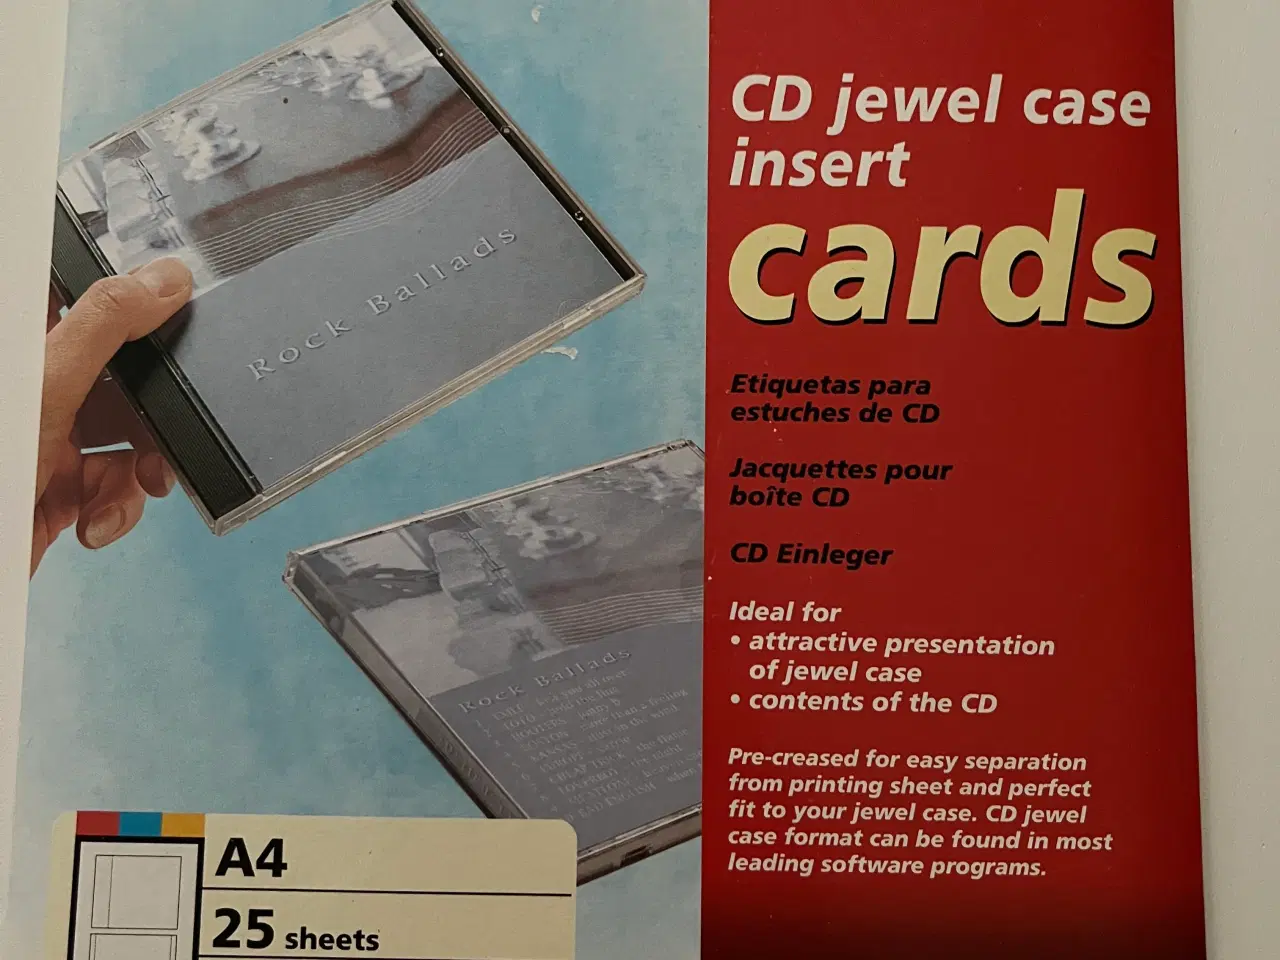 CD jewel case
insert
cards
Etiquetas para
estuches de CD
Jacquettes pour
boîte CD
CD Einleger
Ideal for
• attractive presentation
of jewel case
• contents of the CD
Pre-creased for easy separation
from printing sheet and perfect
fit to your jewel case. CD jewel
case format can be found in most
leading software programs.
Rock Ballads
Rock Ballads
A4
25 sheets